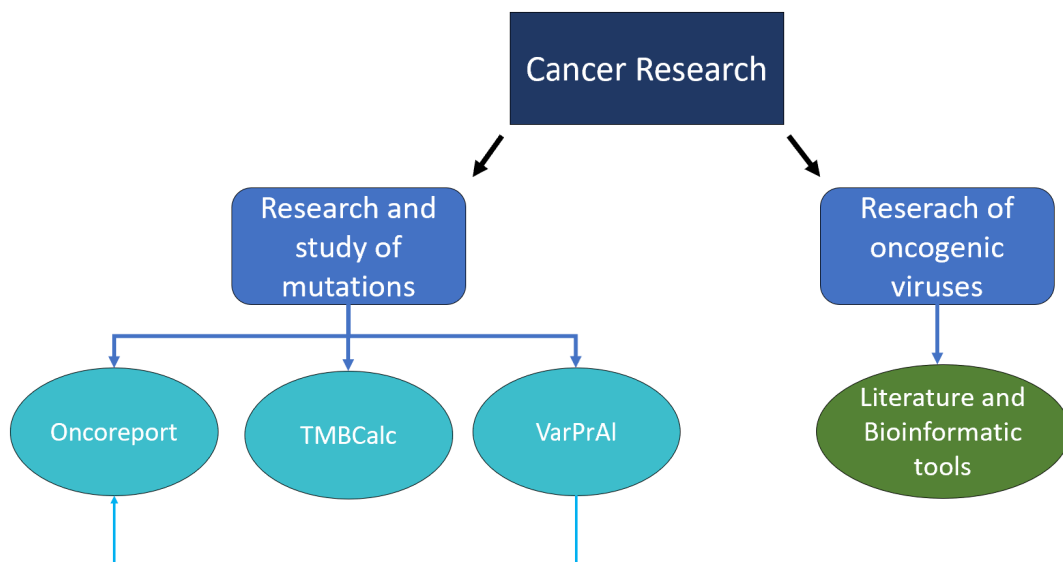 Cancer Research
Research and
study of
mutations
Reserach of
oncogenic
viruses
Oncoreport
TMBCalc
VarPrAl
Literature and
Bioinformatic
tools